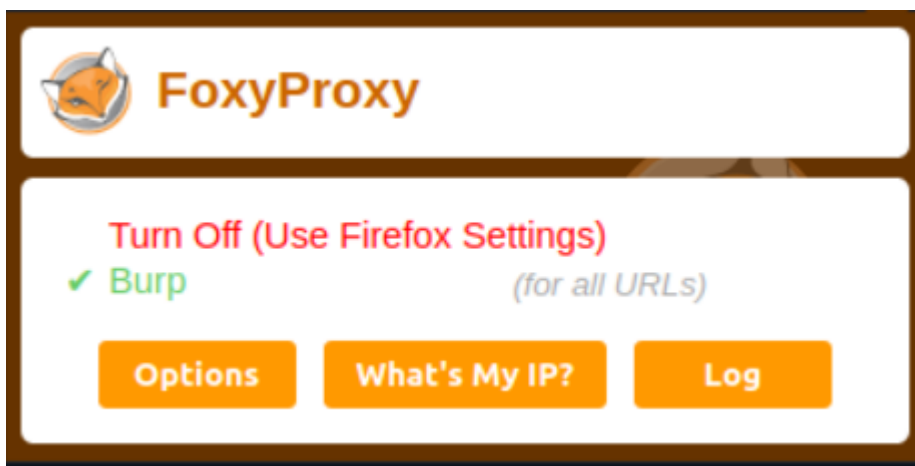 FoxyProxy
Turn Off (Use Firefox Settings)
✔ Burp (for all URLs)
Options What's My IP? Log